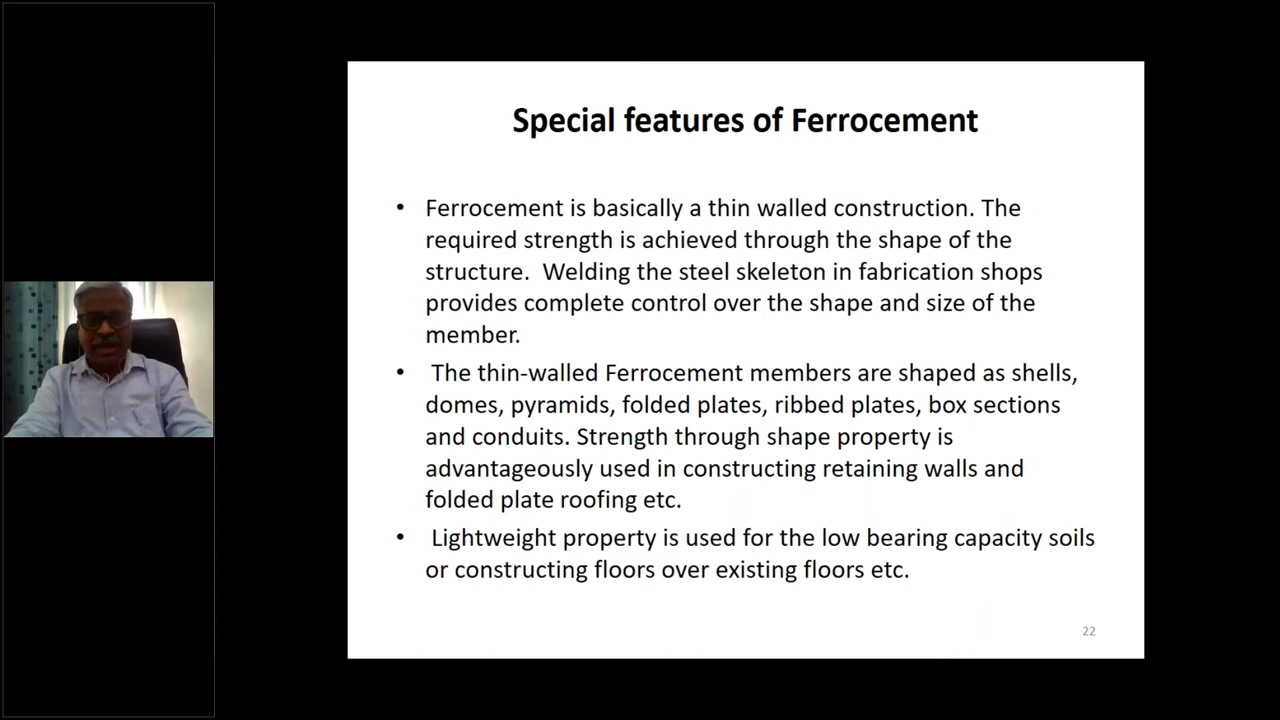 Special features of Ferrocement
• Ferrocement is basically a thin walled construction. The
required strength is achieved through the shape of the
structure.  Welding the steel skeleton in fabrication shops
provides complete control over the shape and size of the
member.
• The thin-walled Ferrocement members are shaped as shells,
domes, pyramids, folded plates, ribbed plates, box sections
and conduits. Strength through shape property is
advantageously used in constructing retaining walls and
folded plate roofing etc.
• Lightweight property is used for the low bearing capacity soils
or constructing floors over existing floors etc.
22